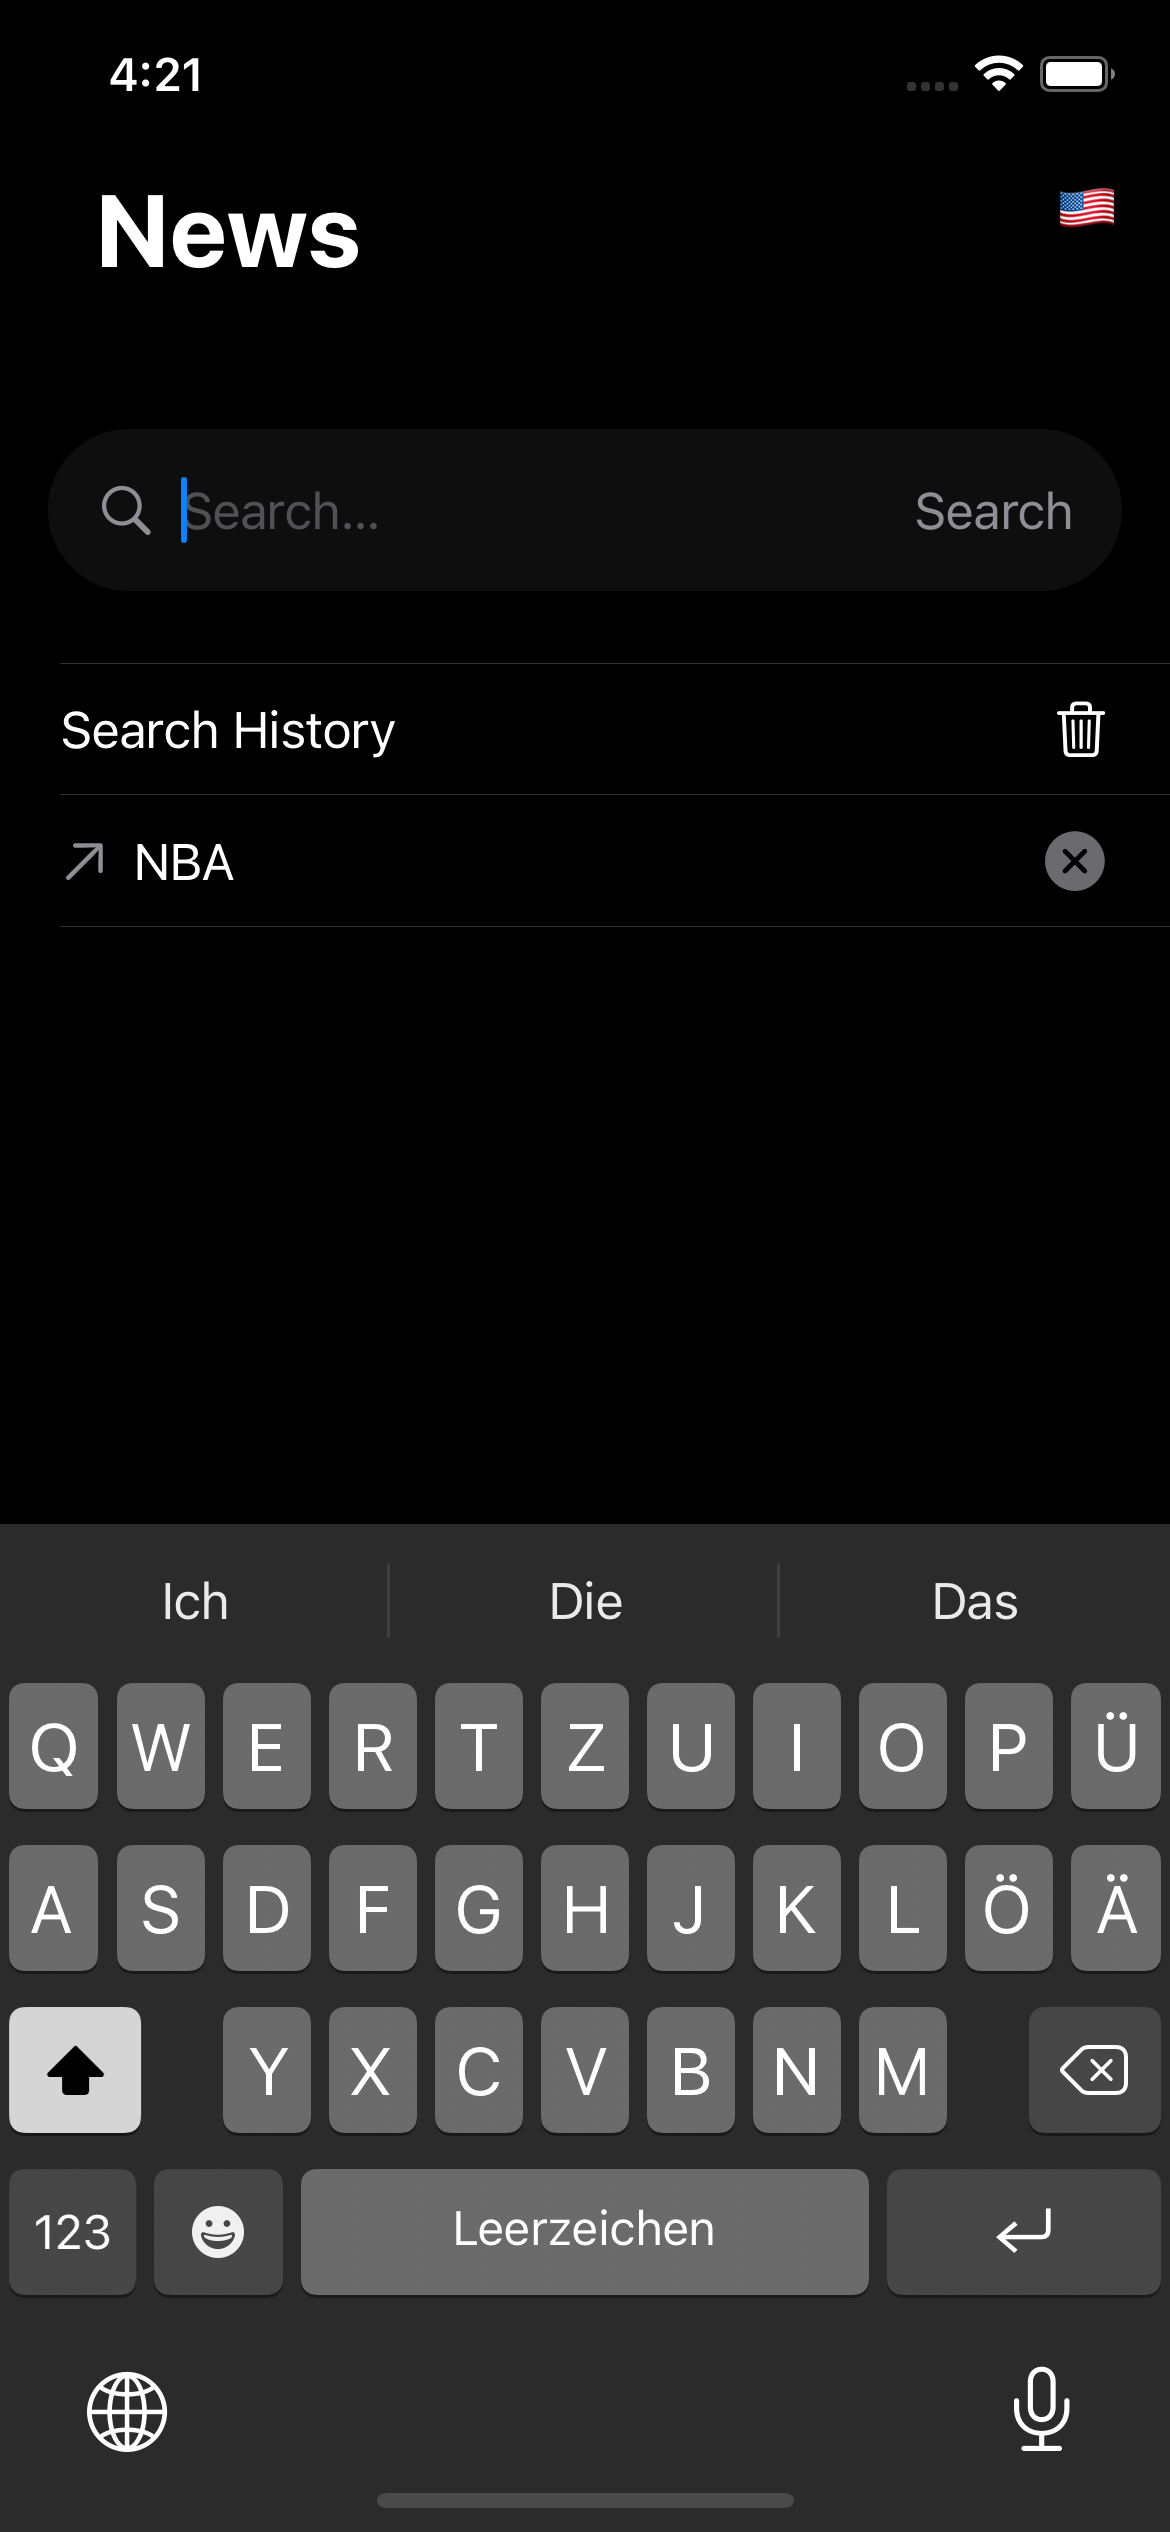 4:21
News
Search...
Search
Search History
NBA
Ich Die Das
Q W E R T Z U I O P Ü
A S D F G H J K L Ö Ä
Y X C V B N M
123 Leerzeichen